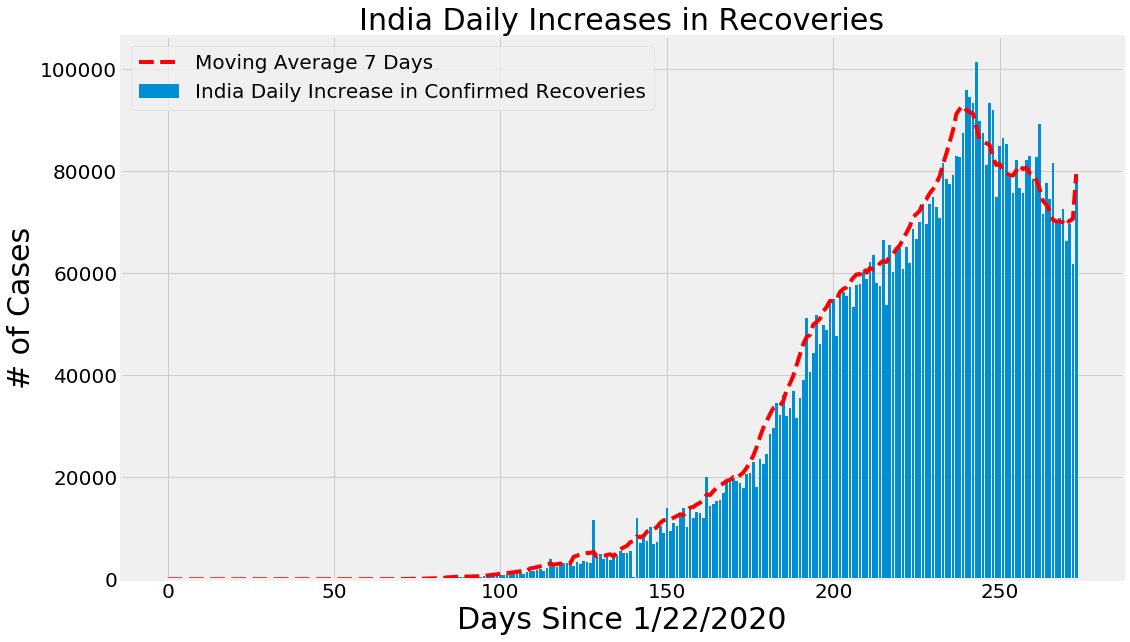 India Daily Increases in Recoveries
Moving Average 7 Days
India Daily Increase in Confirmed Recoveries
# of Cases
100000
80000
60000
40000
20000
0
0 50 100 150 200 250
Days Since 1/22/2020